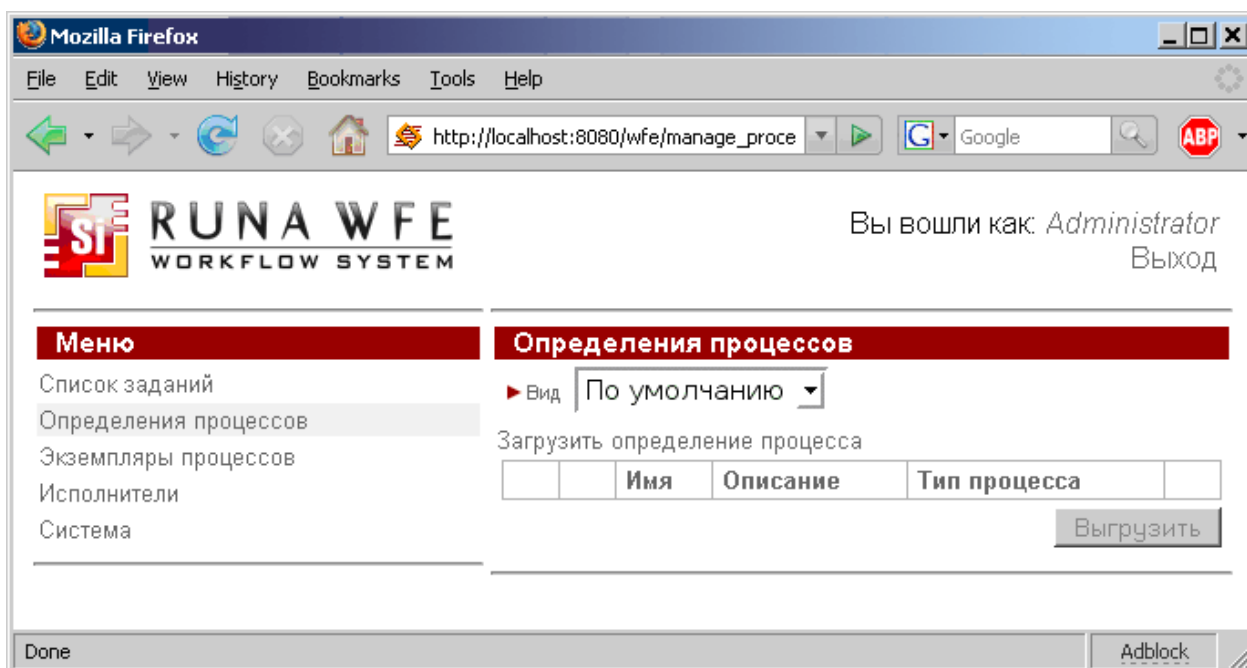 Mozilla Firefox
File Edit View History Bookmarks Tools Help
http://localhost:8080/wfe/manage_proce
G Google
ABP
Si RUNA WFE
WORKFLOW SYSTEM
Вы вошли как: Administrator
Выход
Меню
Список заданий
Определения процессов
Экземпляры процессов
Исполнители
Система
Определения процессов
Вид По умолчанию
Загрузить определение процесса
Имя Описание Тип процесса
Выгрузить
Done Adblock